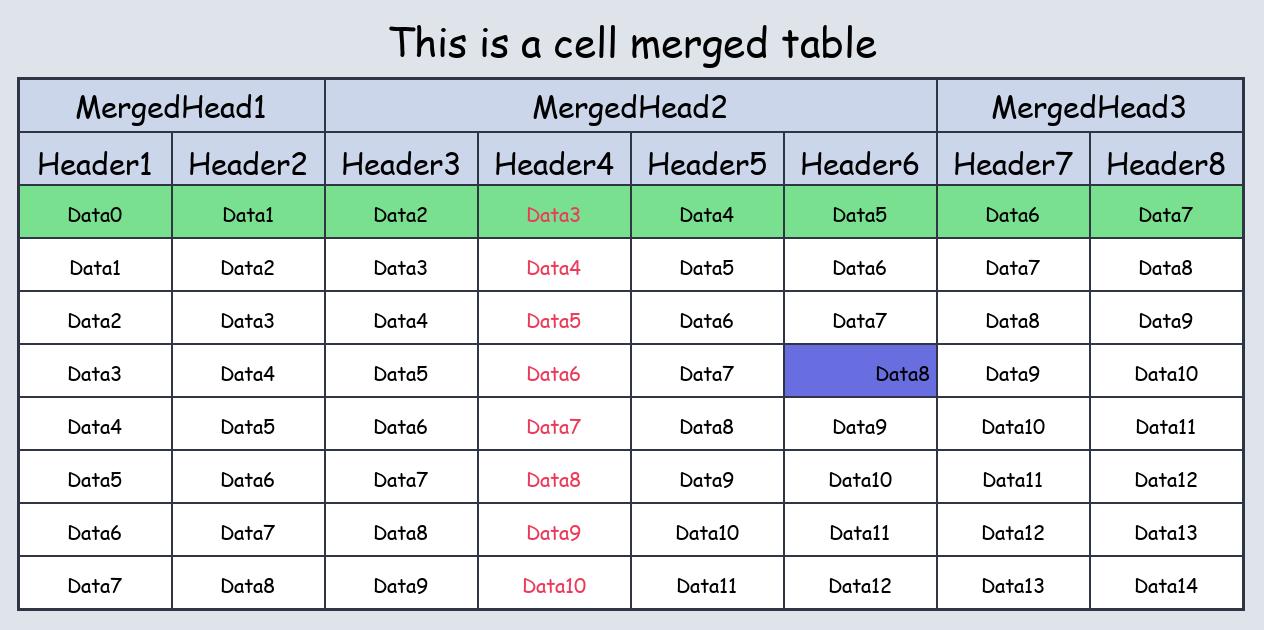 This is a cell merged table
MergedHead1 MergedHead2 MergedHead3
Header1 Header2 Header3 Header4 Header5 Header6 Header7 Header8
Data0 Data1 Data2 Data3 Data4 Data5 Data6 Data7
Data1 Data2 Data3 Data4 Data5 Data6 Data7 Data8
Data2 Data3 Data4 Data5 Data6 Data7 Data8 Data9
Data3 Data4 Data5 Data6 Data7 Data8 Data9 Data10
Data4 Data5 Data6 Data7 Data8 Data9 Data10 Data11
Data5 Data6 Data7 Data8 Data9 Data10 Data11 Data12
Data6 Data7 Data8 Data9 Data10 Data11 Data12 Data13
Data7 Data8 Data9 Data10 Data11 Data12 Data13 Data14